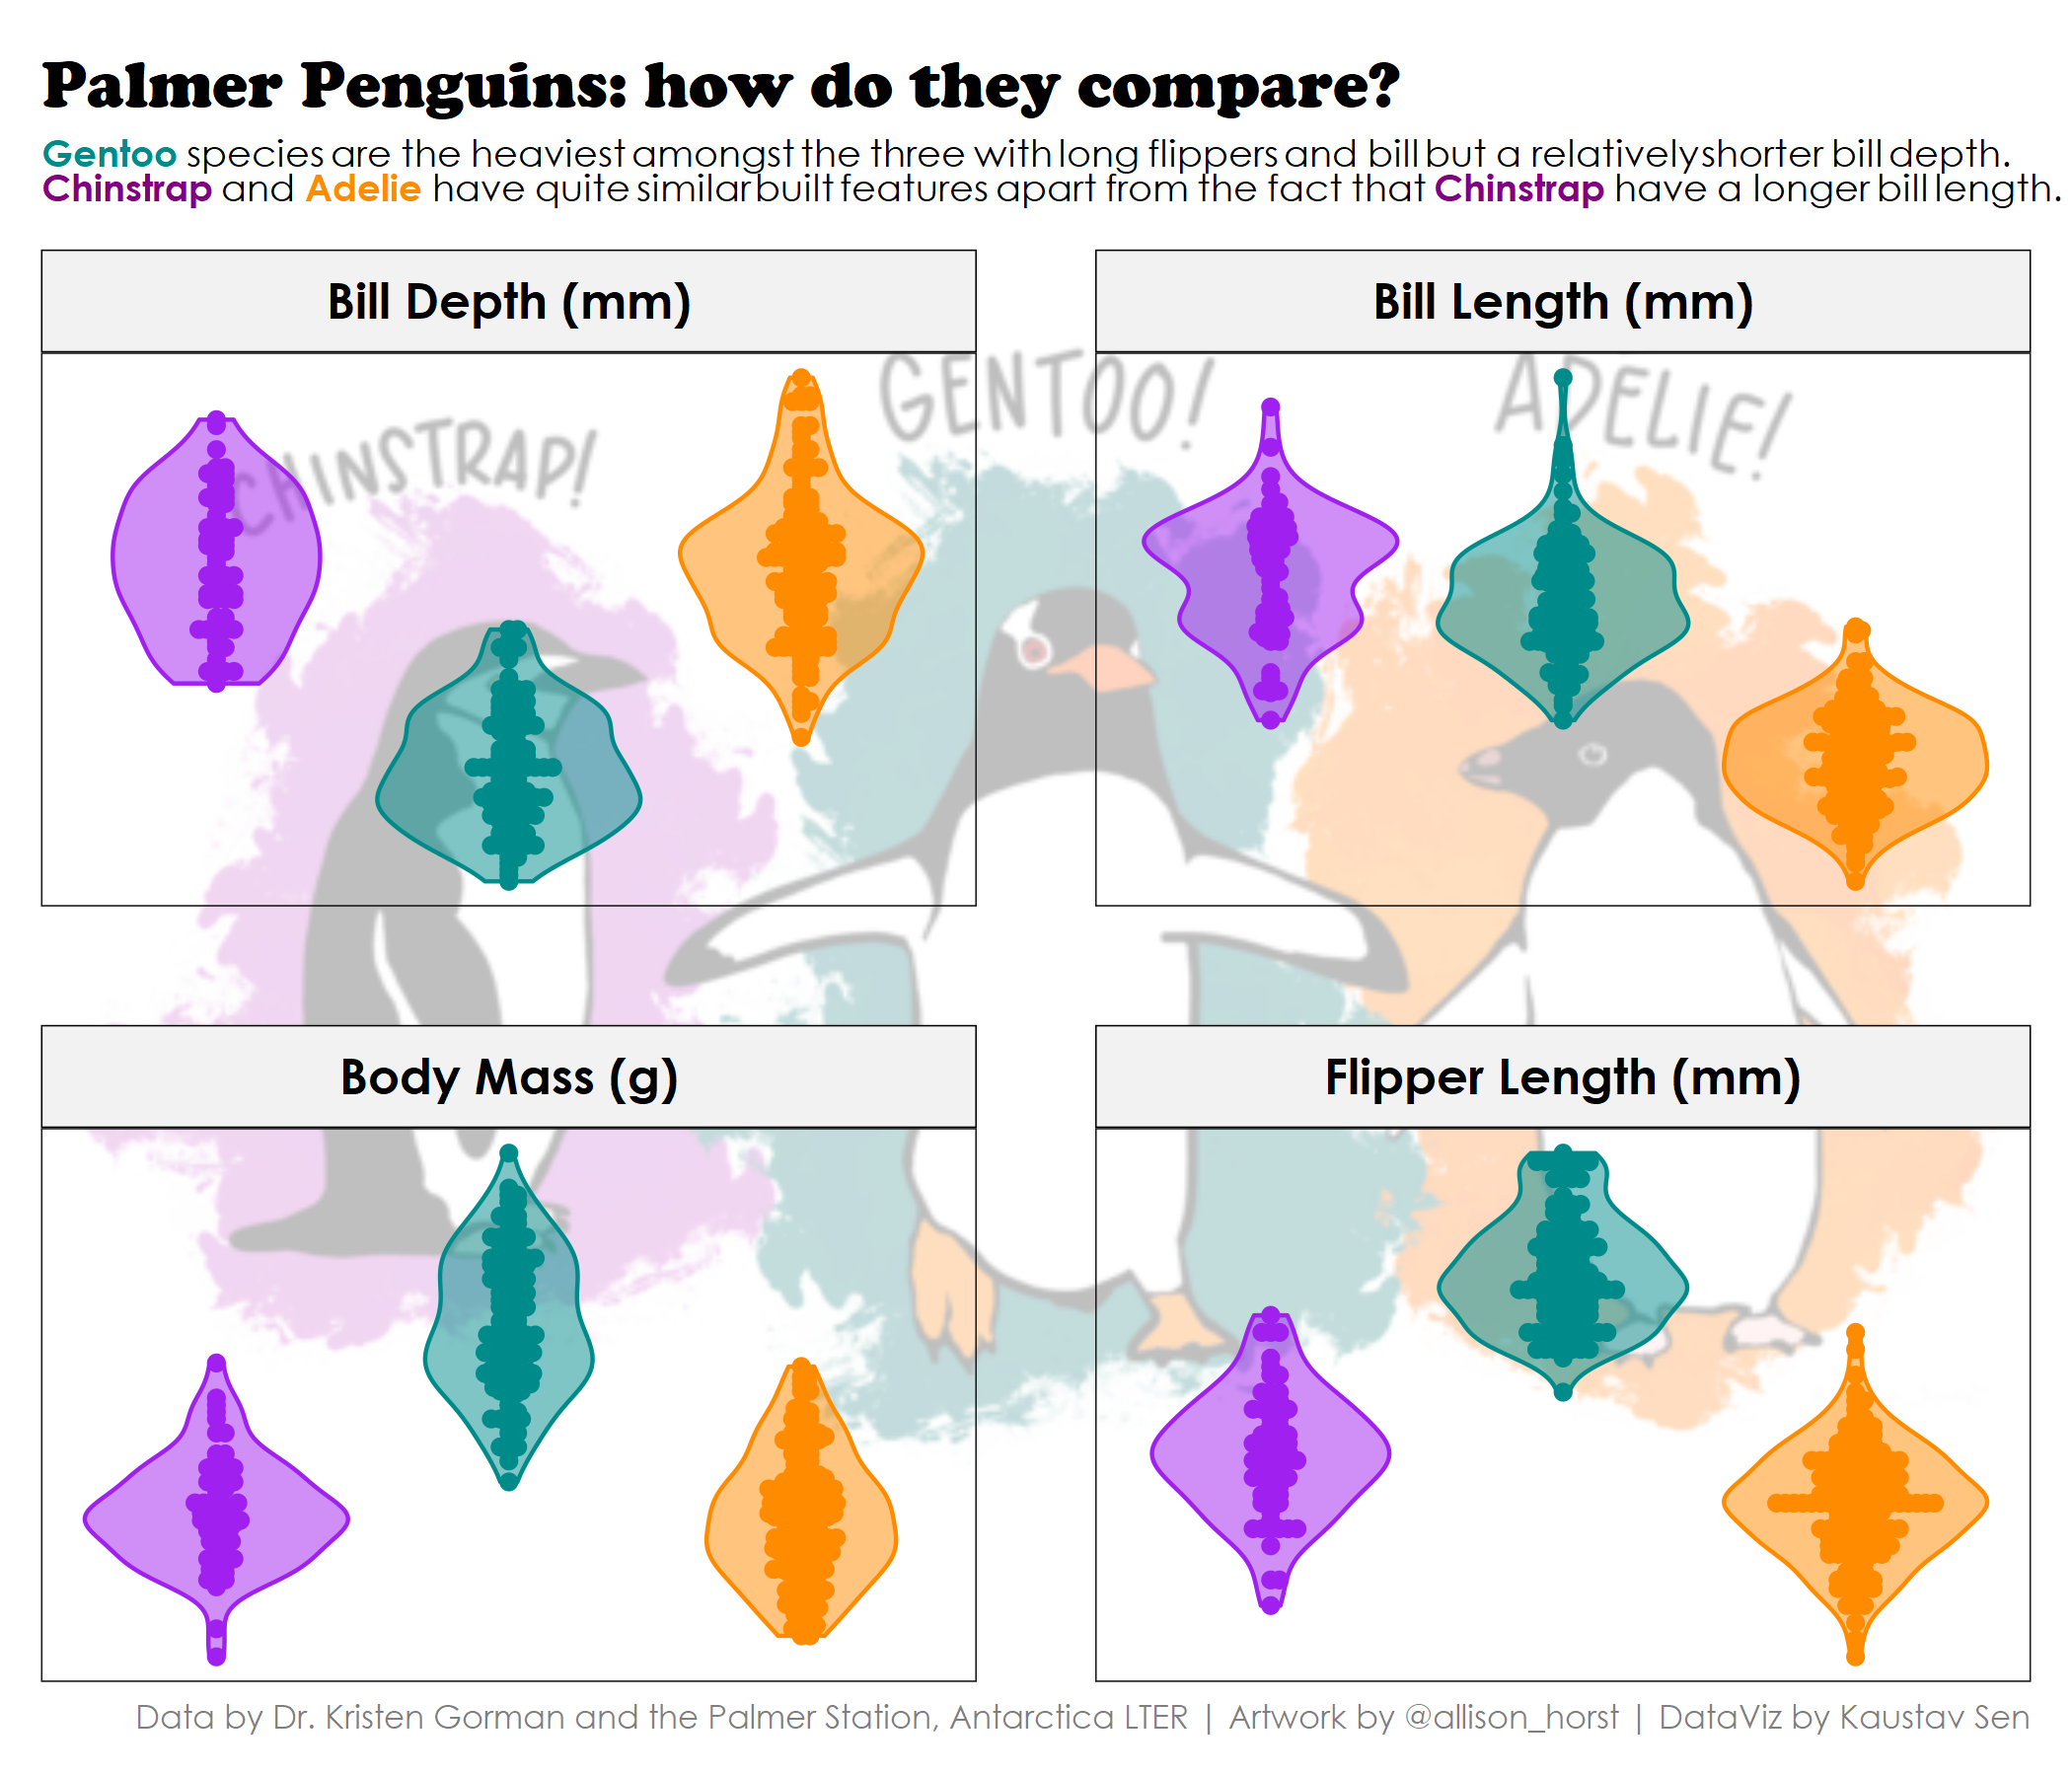 Palmer Penguins: how do they compare?
Gentoo species are the heaviest amongst the three with long flippers and bill but a relatively shorter bill depth.
Chinstrap and Adelie have quite similar built features apart from the fact that Chinstrap have a longer bill length.
Bill Depth (mm)
Bill Length (mm)
CHINSTRAP!
GENTOO!
ADELIE!
Body Mass (g)
Flipper Length (mm)
Data by Dr. Kristen Gorman and the Palmer Station, Antarctica LTER | Artwork by @allison_horst | DataViz by Kaustav Sen